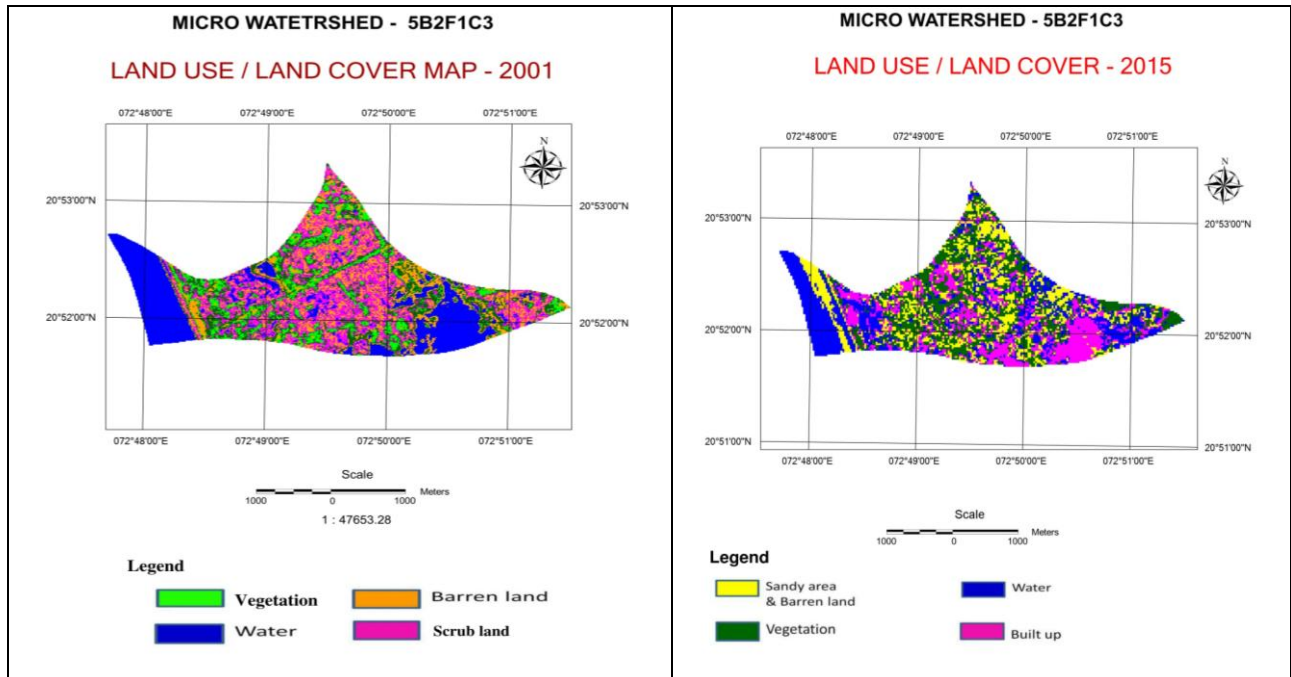 MICRO WATETRSHED - 5B2F1C3
LAND USE / LAND COVER MAP - 2001
072°48'00"E 072°49'00"E 072°50'00"E 072°51'00"E
N
20°53'00"N 20°53'00"N
20°52'00"N 20°52'00"N
072°48'00"E 072°49'00"E 072°50'00"E 072°51'00"E
Scale
Meters
1000 0 1000
1 : 47653.28
Legend
Vegetation Barren land
Water Scrub land
MICRO WATERSHED - 5B2F1C3
LAND USE / LAND COVER - 2015
072°48'00"E 072°49'00"E 072°50'00"E 072°51'00"E
N
20°53'00"N 20°53'00"N
20°52'00"N 20°52'00"N
20°51'00"N 20°51'00"N
072°48'00"E 072°49'00"E 072°50'00"E 072°51'00"E
Scale
Meters
1000 0 1000
Legend
Sandy area Water
& Barren land
Vegetation Built up